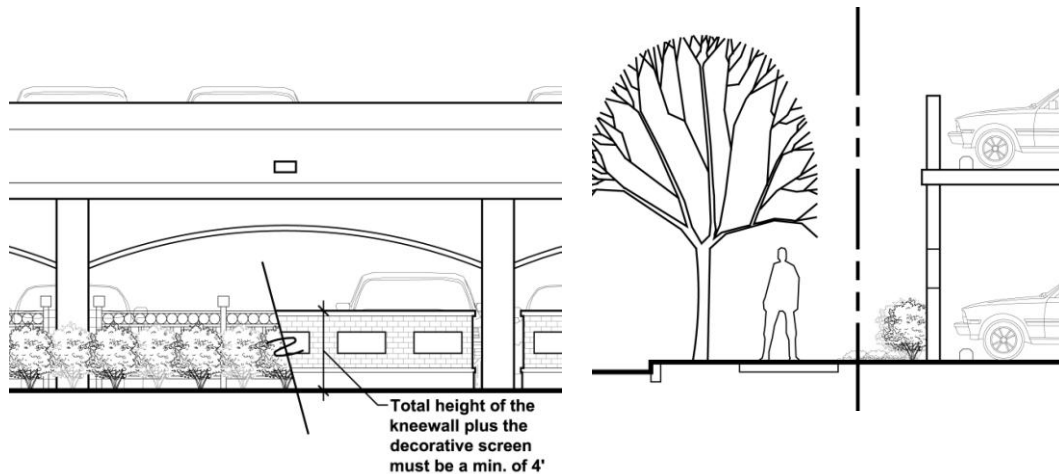 Total height of the
kneewall plus the
decorative screen
must be a min. of 4'